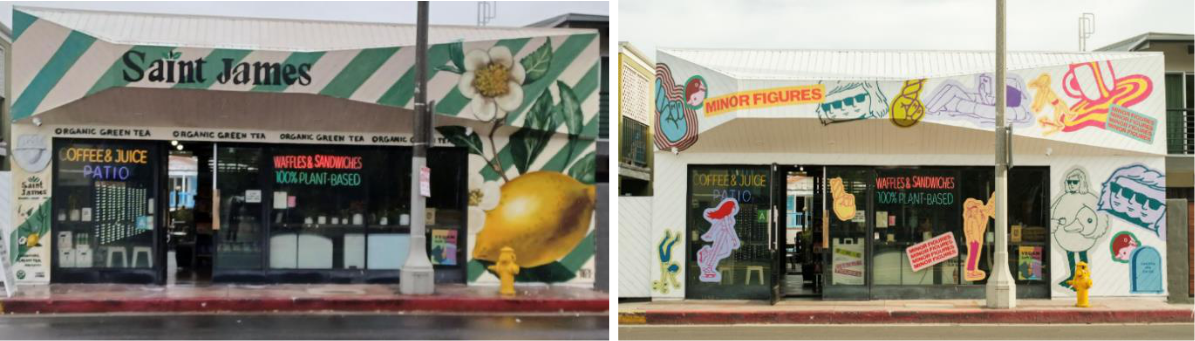 Saint James
ORGANIC GREEN TEA
ORGANIC GREEN TEA
ORGANIC GREEN TEA
ORGANIC
COFFEE & JUICE
PATIO
WAFFLES & SANDWICHES
100% PLANT-BASED
Saint
James
VEGAN
MINOR FIGURES
COFFEE & JUICE
PATIO
WAFFLES & SANDWICHES
100% PLANT-BASED
A
MINOR FIGURES
MINOR FIGURES
MINOR FIGURES
MINOR FIGURES